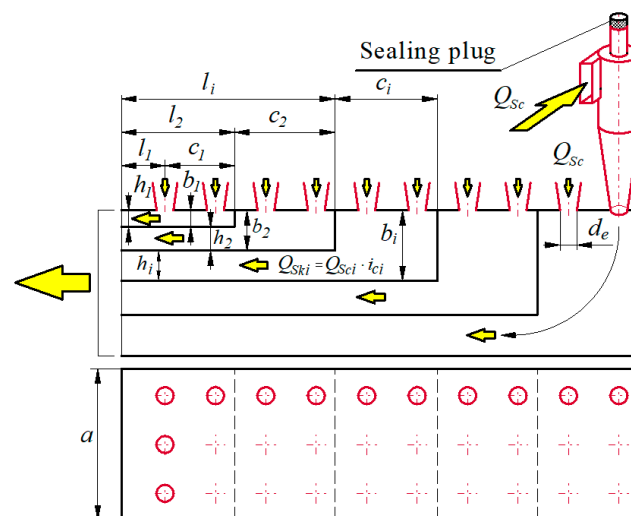 Sealing plug
l_i
c_i
Q_Sc
l_2
c_2
Q_Sc
l_1
c_1
h_1
b_1
h_2
b_2
b_i
d_e
h_i
Q_Ski = Q_Sci · i_ci
a